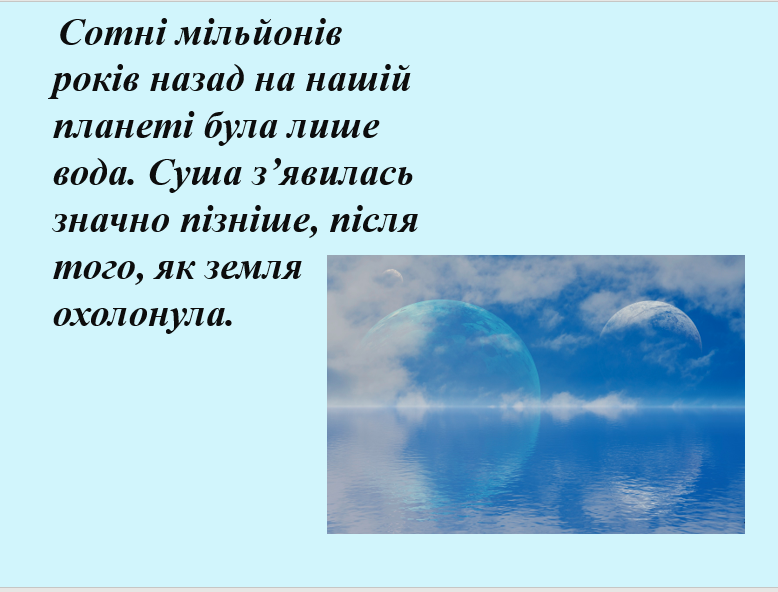 Сотні мільйонів
років назад на нашій
планеті була лише
вода. Суша з’явилась
значно пізніше, після
того, як земля
охолонула.